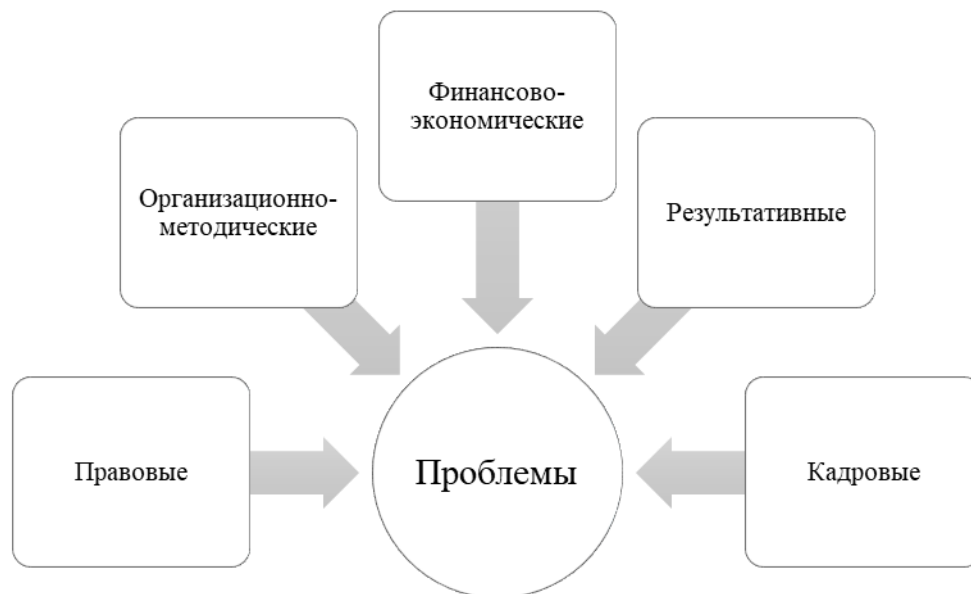 Финансово-
экономические
Организационно-
методические
Результативные
Правовые
Проблемы
Кадровые